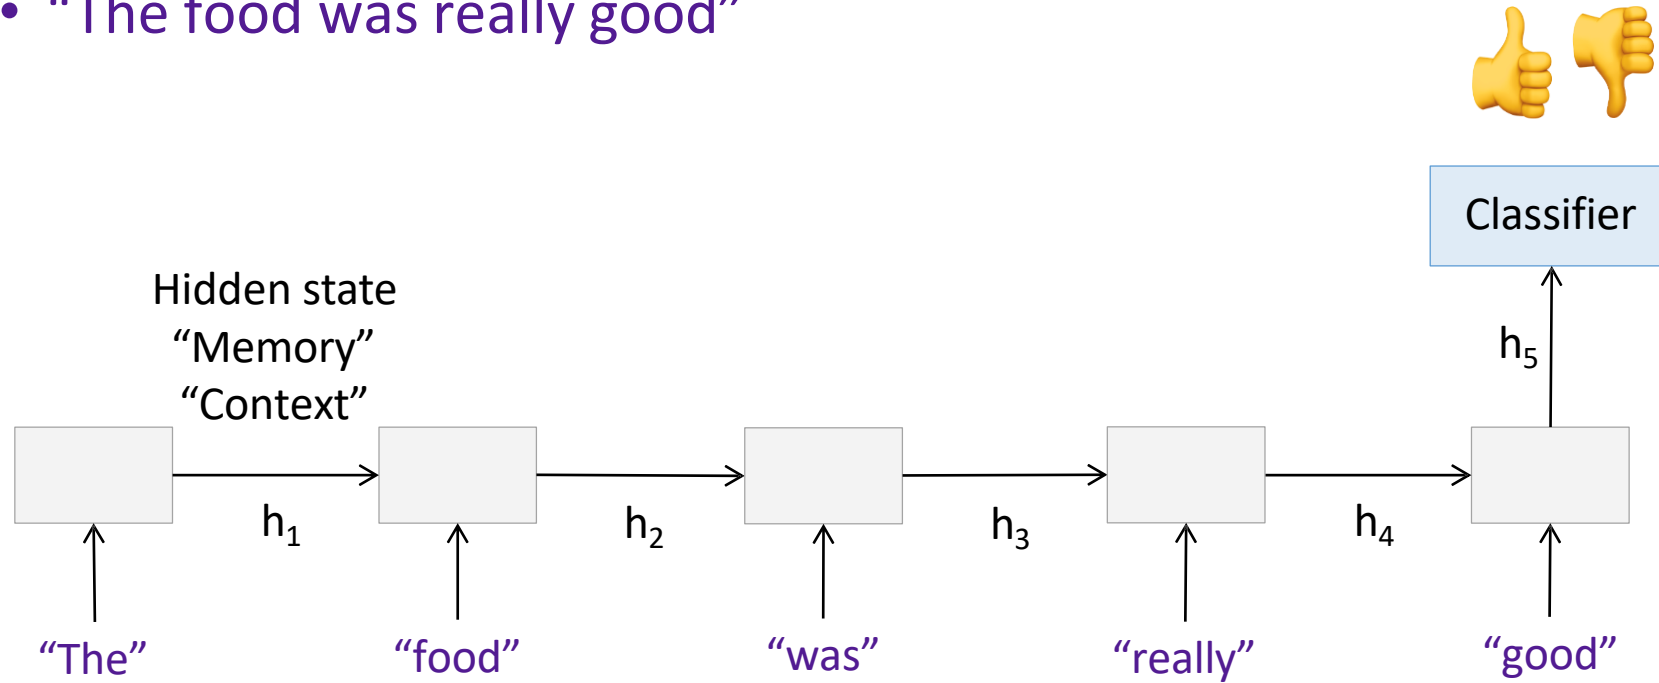 • “The food was really good”
Classifier
Hidden state
“Memory”
“Context”
h₅
h₁
h₂
h₃
h₄
“The”
“food”
“was”
“really”
“good”